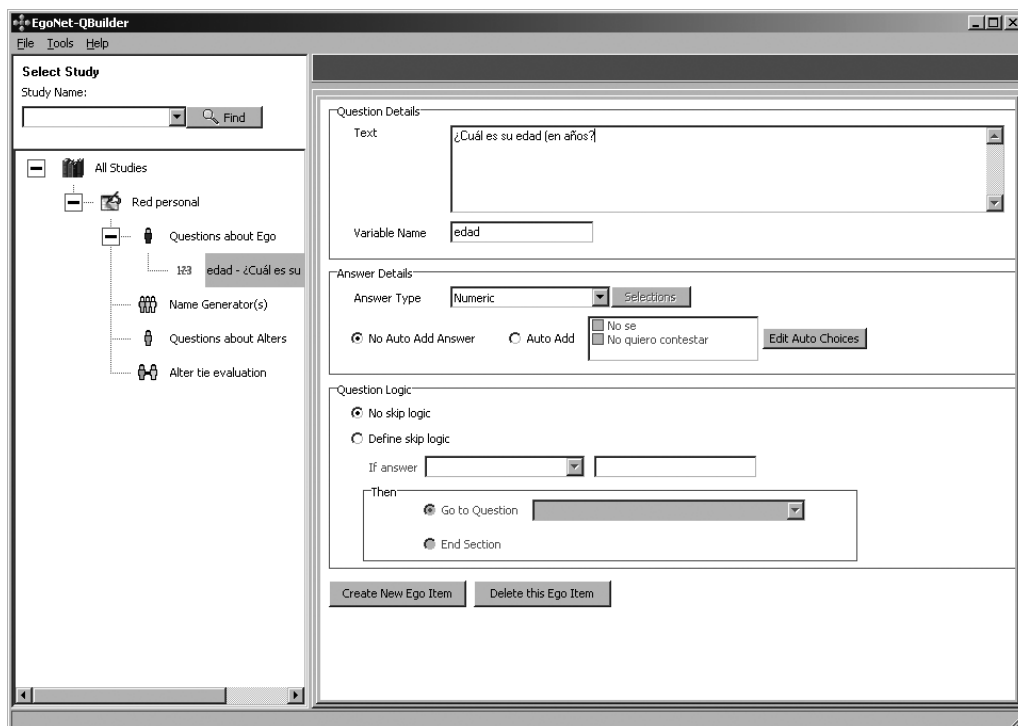 EgoNet-QBuilder
File Tools Help
Select Study
Study Name:
Find
All Studies
Red personal
Questions about Ego
123 edad - ¿Cuál es su
Name Generator(s)
Questions about Alters
Alter tie evaluation
Question Details
Text ¿Cuál es su edad (en años?
Variable Name edad
Answer Details
Answer Type Numeric Selections
No Auto Add Answer Auto Add
No se
No quiero contestar
Edit Auto Choices
Question Logic
No skip logic
Define skip logic
If answer
Then
Go to Question
End Section
Create New Ego Item Delete this Ego Item